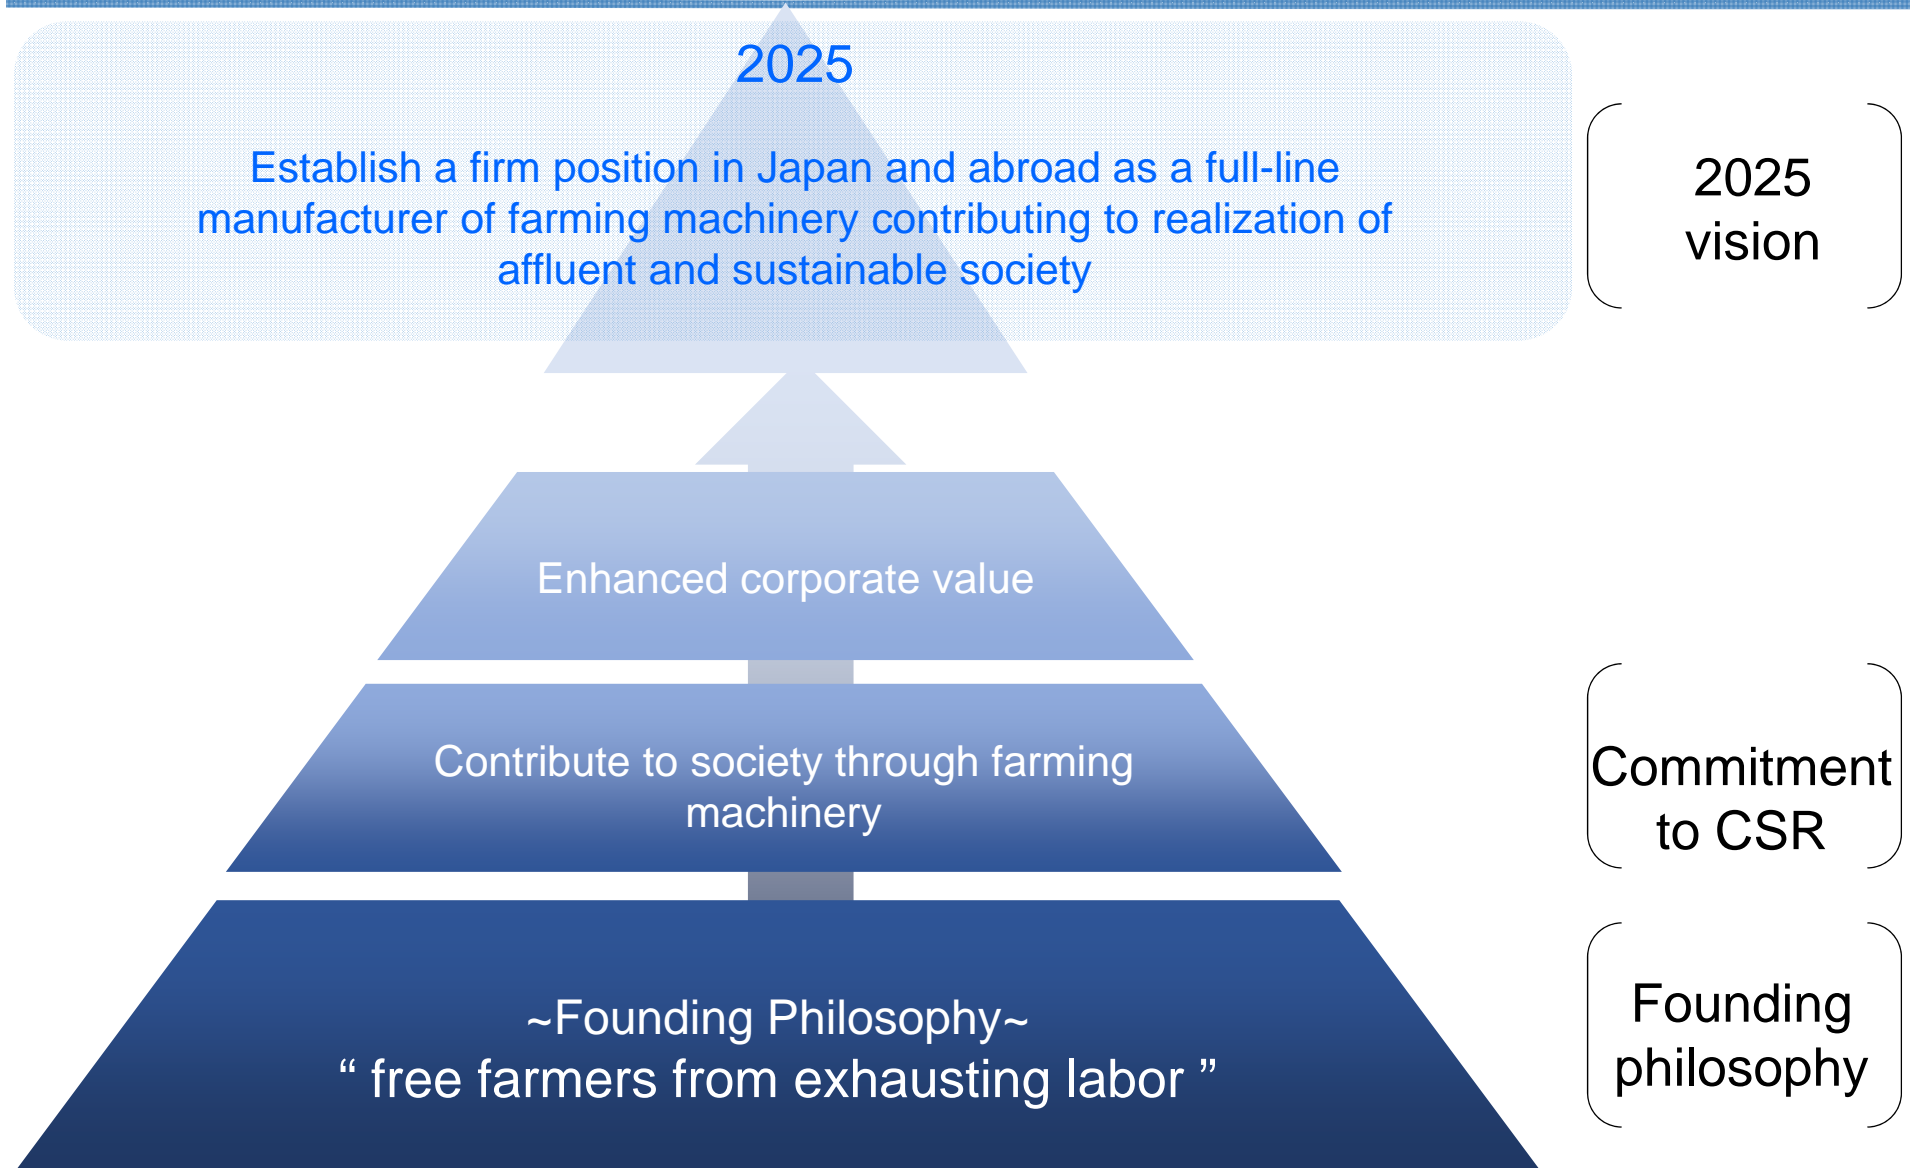 2025
Establish a firm position in Japan and abroad as a full-line
manufacturer of farming machinery contributing to realization of
affluent and sustainable society
2025
vision
Enhanced corporate value
Contribute to society through farming
machinery
Commitment
to CSR
~Founding Philosophy~
“ free farmers from exhausting labor ”
Founding
philosophy